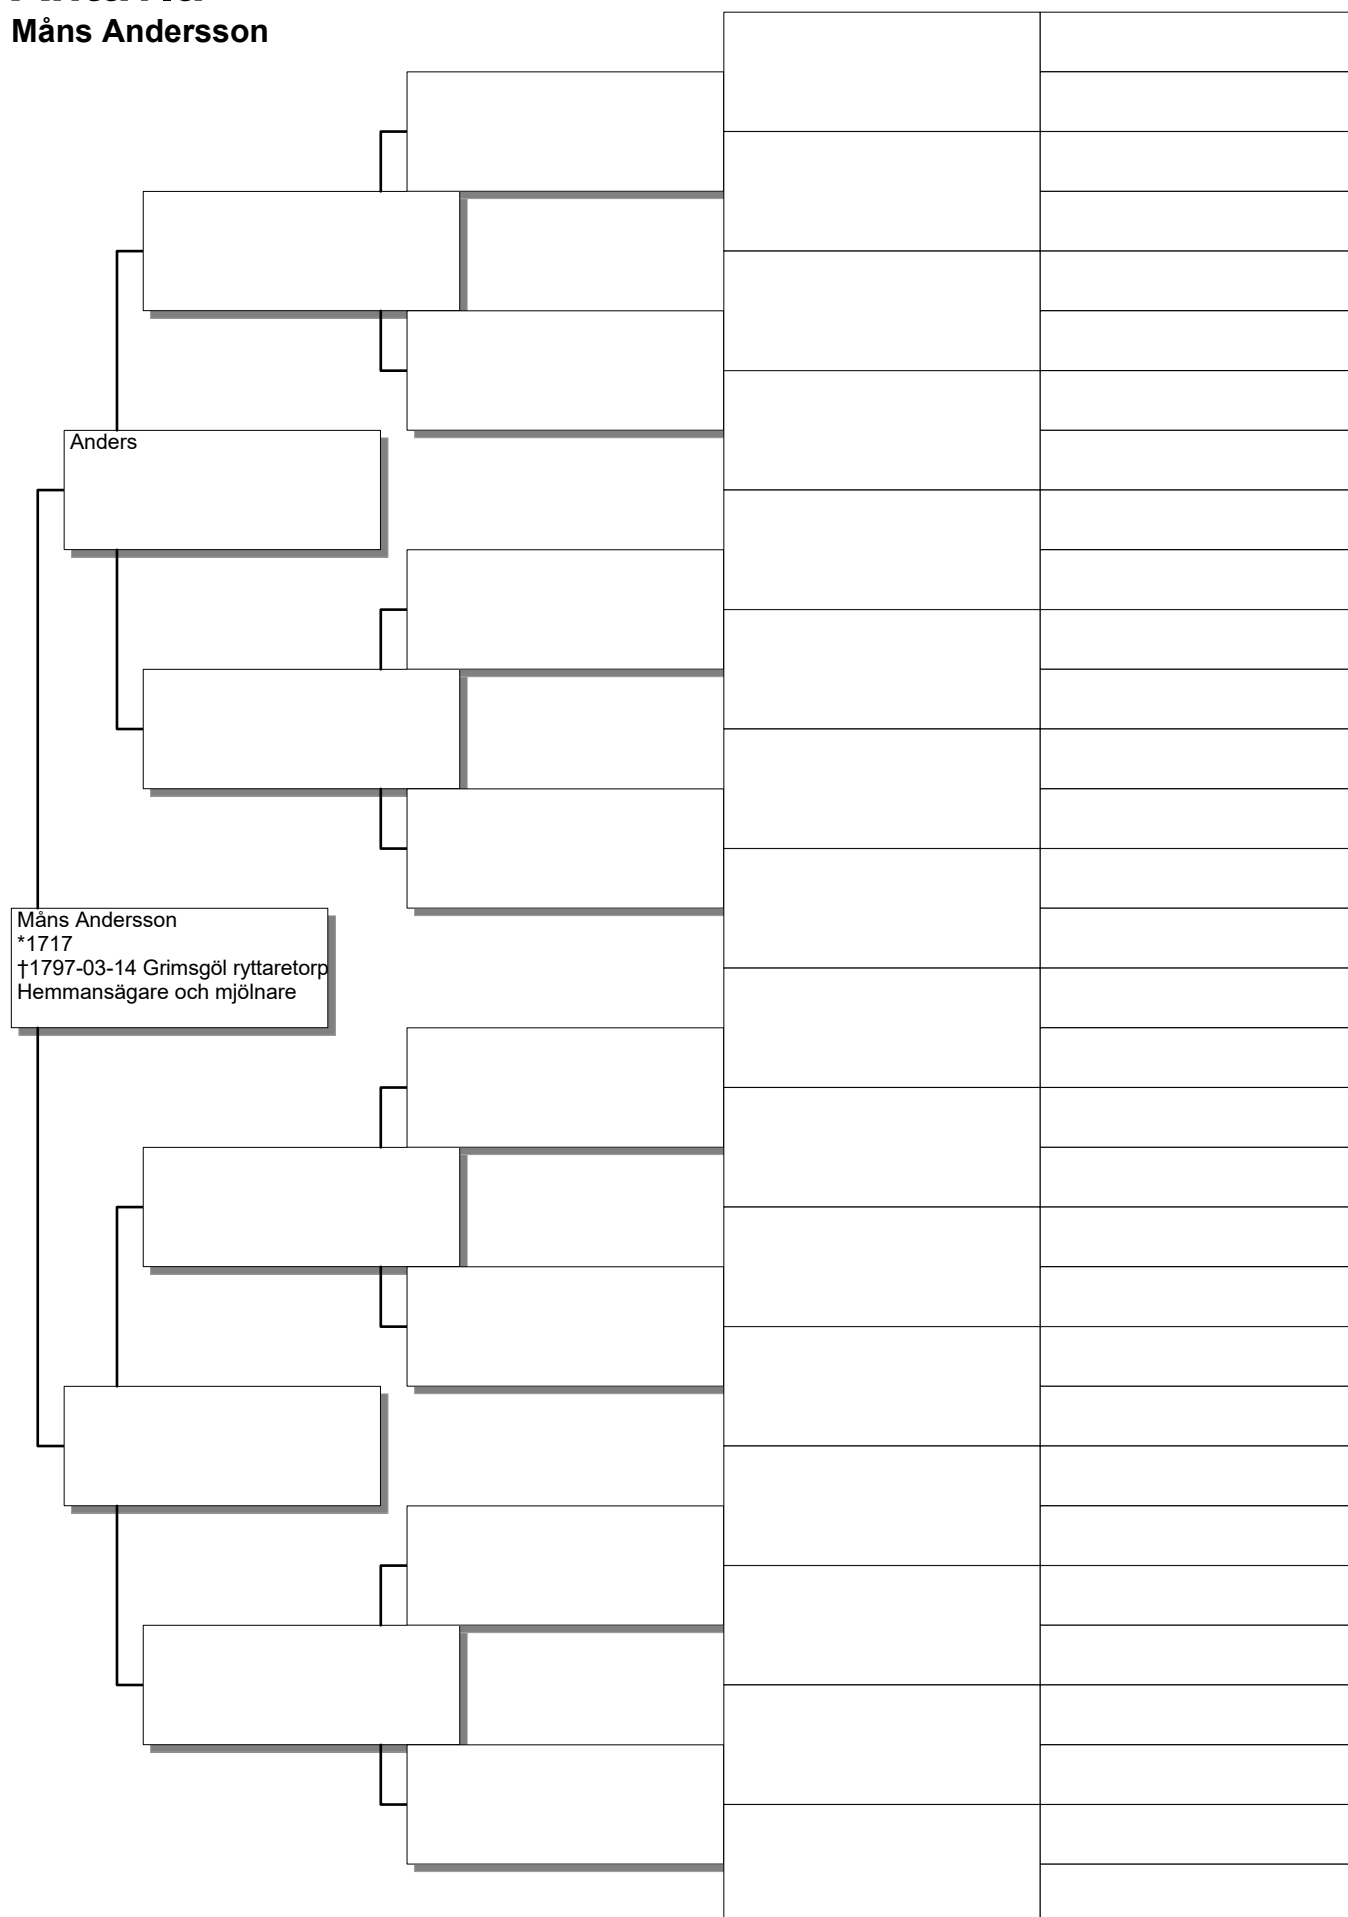 Måns Andersson
Anders
Måns Andersson
*1717
†1797-03-14 Grimsgöl ryttaretorp
Hemmansägare och mjölnare